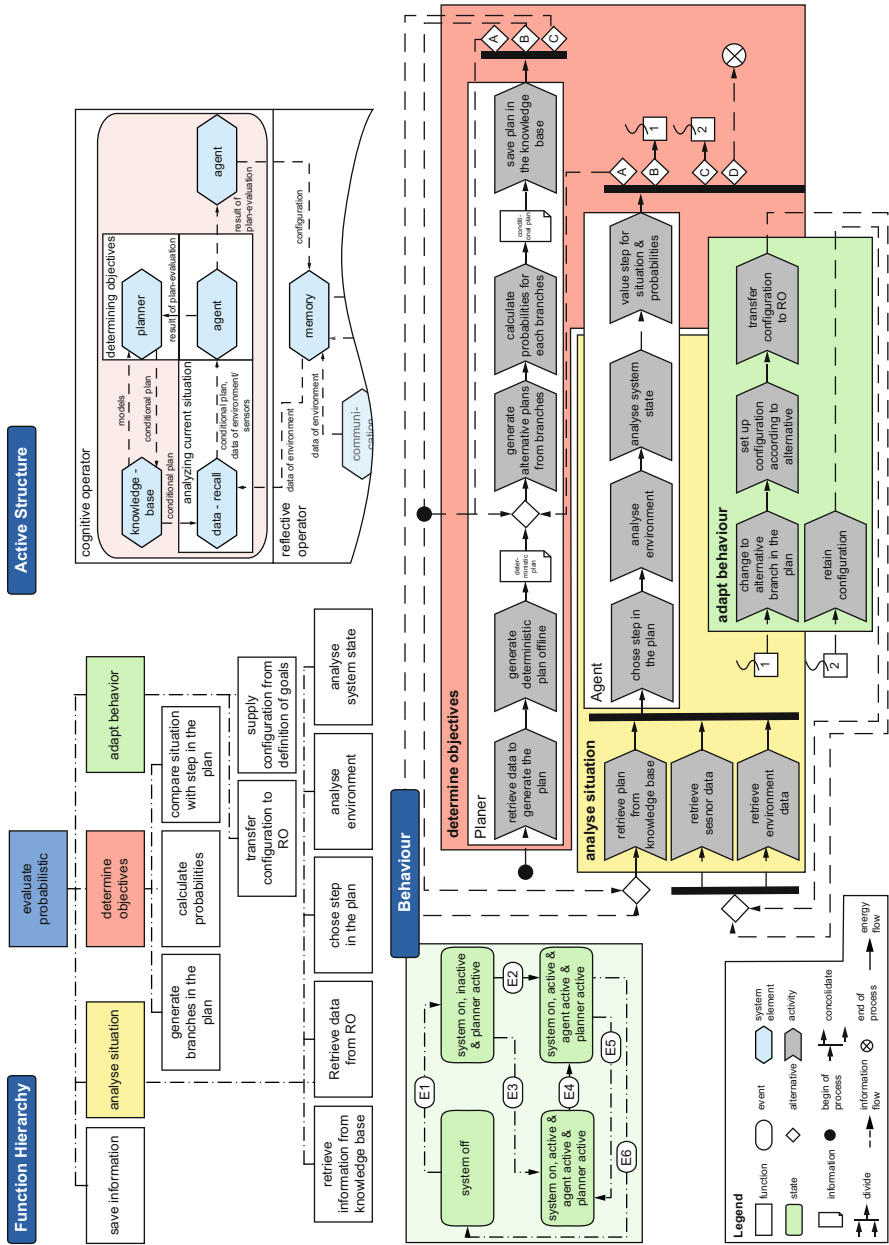 Function Hierarchy
evaluate
probabilistic
save information
analyse situation
determine
objectives
adapt behavior
generate
branches in the
plan
calculate
probabilities
compare situation
with step in the
plan
transfer
configuration to
RO
supply
configuration from
definition of goals
retrieve
information from
knowledge base
Retrieve data
from RO
chose step
in the plan
analyse
environment
analyse
system state
Active Structure
cognitive operator
determining objectives
knowledge -
base
models
conditional plan
planner
conditional plan
result of plan-evaluation
analyzing current situation
data - recall
conditional plan,
data of environment/
sensors
agent
result of
plan-evaluation
agent
reflective
operator
data of environment
configuration
memory
data of environment
communi-
cation
Behaviour
system off
E1
system on, inactive
& planner active
E2
E3
system on, active &
agent active &
planner active
E4
system on, active &
agent active &
planner active
E5
E6
determine objectives
Planer
retrieve data to
generate the
plan
generate
deterministic
plan offline
deter-
ministic
plan
generate
alternative plans
from branches
calculate
probabilities for
each branches
condit-
ional plan
save plan in
the knowledge
base
A
B
C
analyse situation
retrieve plan
from
knowledge base
retrieve
sesnor data
retrieve
environment
data
Agent
chose step in
the plan
analyse
environment
analyse system
state
value step for
situation &
probabilities
A
B
C
D
1
2
adapt behaviour
1
change to
alternative
branch in the
plan
set up
configuration
according to
alternative
transfer
configuration
to RO
2
retain
configuration
Legend
function
event
system
element
state
alternative
activity
information
begin of
process
concolidate
divide
information
flow
end of
process
energy
flow